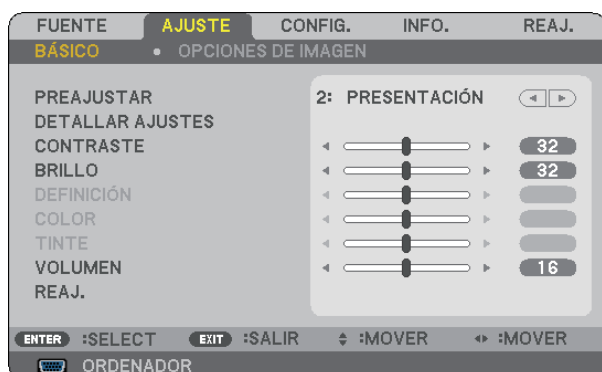 FUENTE AJUSTE CONFIG. INFO. REAJ.
BÁSICO • OPCIONES DE IMAGEN
PREAJUSTAR 2: PRESENTACIÓN
DETALLAR AJUSTES
CONTRASTE 32
BRILLO 32
DEFINICIÓN
COLOR
TINTE
VOLUMEN 16
REAJ.
ENTER :SELECT EXIT :SALIR :MOVER :MOVER
ORDENADOR